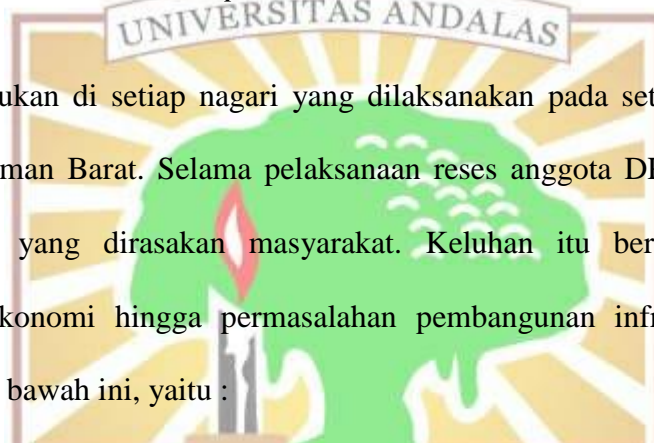 UNIVERSITAS ANDALAS
ukan di setiap nagari yang dilaksanakan pada set
man Barat. Selama pelaksanaan reses anggota
yang dirasakan masyarakat. Keluhan itu ber
konomi hingga permasalahan pembangunan infr
bawah ini, yaitu :